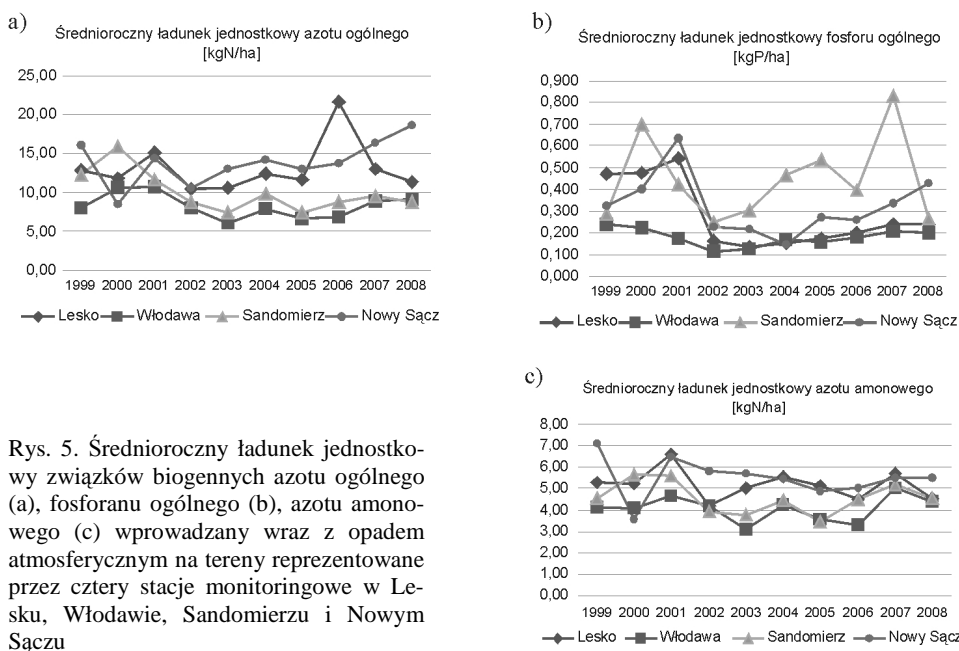 a)
Średnioroczny ładunek jednostkowy azotu ogólnego
[kgN/ha]
25,00
20,00
15,00
10,00
5,00
0,00
1999 2000 2001 2002 2003 2004 2005 2006 2007 2008
Lesko Włodawa Sandomierz Nowy Sącz
b)
Średnioroczny ładunek jednostkowy fosforu ogólnego
[kgP/ha]
0,900
0,800
0,700
0,600
0,500
0,400
0,300
0,200
0,100
0,000
1999 2000 2001 2002 2003 2004 2005 2006 2007 2008
Lesko Włodawa Sandomierz Nowy Sącz
c)
Średnioroczny ładunek jednostkowy azotu amonowego
[kgN/ha]
8,00
7,00
6,00
5,00
4,00
3,00
2,00
1,00
0,00
1999 2000 2001 2002 2003 2004 2005 2006 2007 2008
Lesko Włodawa Sandomierz Nowy Sącz
Rys. 5. Średnioroczny ładunek jednostko-
wy związków biogennych azotu ogólnego
(a), fosforanu ogólnego (b), azotu amono-
wego (c) wprowadzany wraz z opadem
atmosferycznym na tereny reprezentowane
przez cztery stacje monitoringowe w Le-
sku, Włodawie, Sandomierzu i Nowym
Sączu